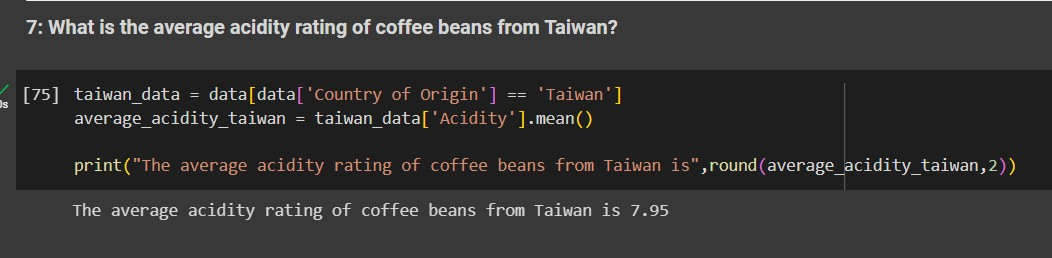 7: What is the average acidity rating of coffee beans from Taiwan?
[75] taiwan_data = data[data['Country of Origin'] == 'Taiwan']
average_acidity_taiwan = taiwan_data['Acidity'].mean()
print("The average acidity rating of coffee beans from Taiwan is",round(average_acidity_taiwan,2))
The average acidity rating of coffee beans from Taiwan is 7.95